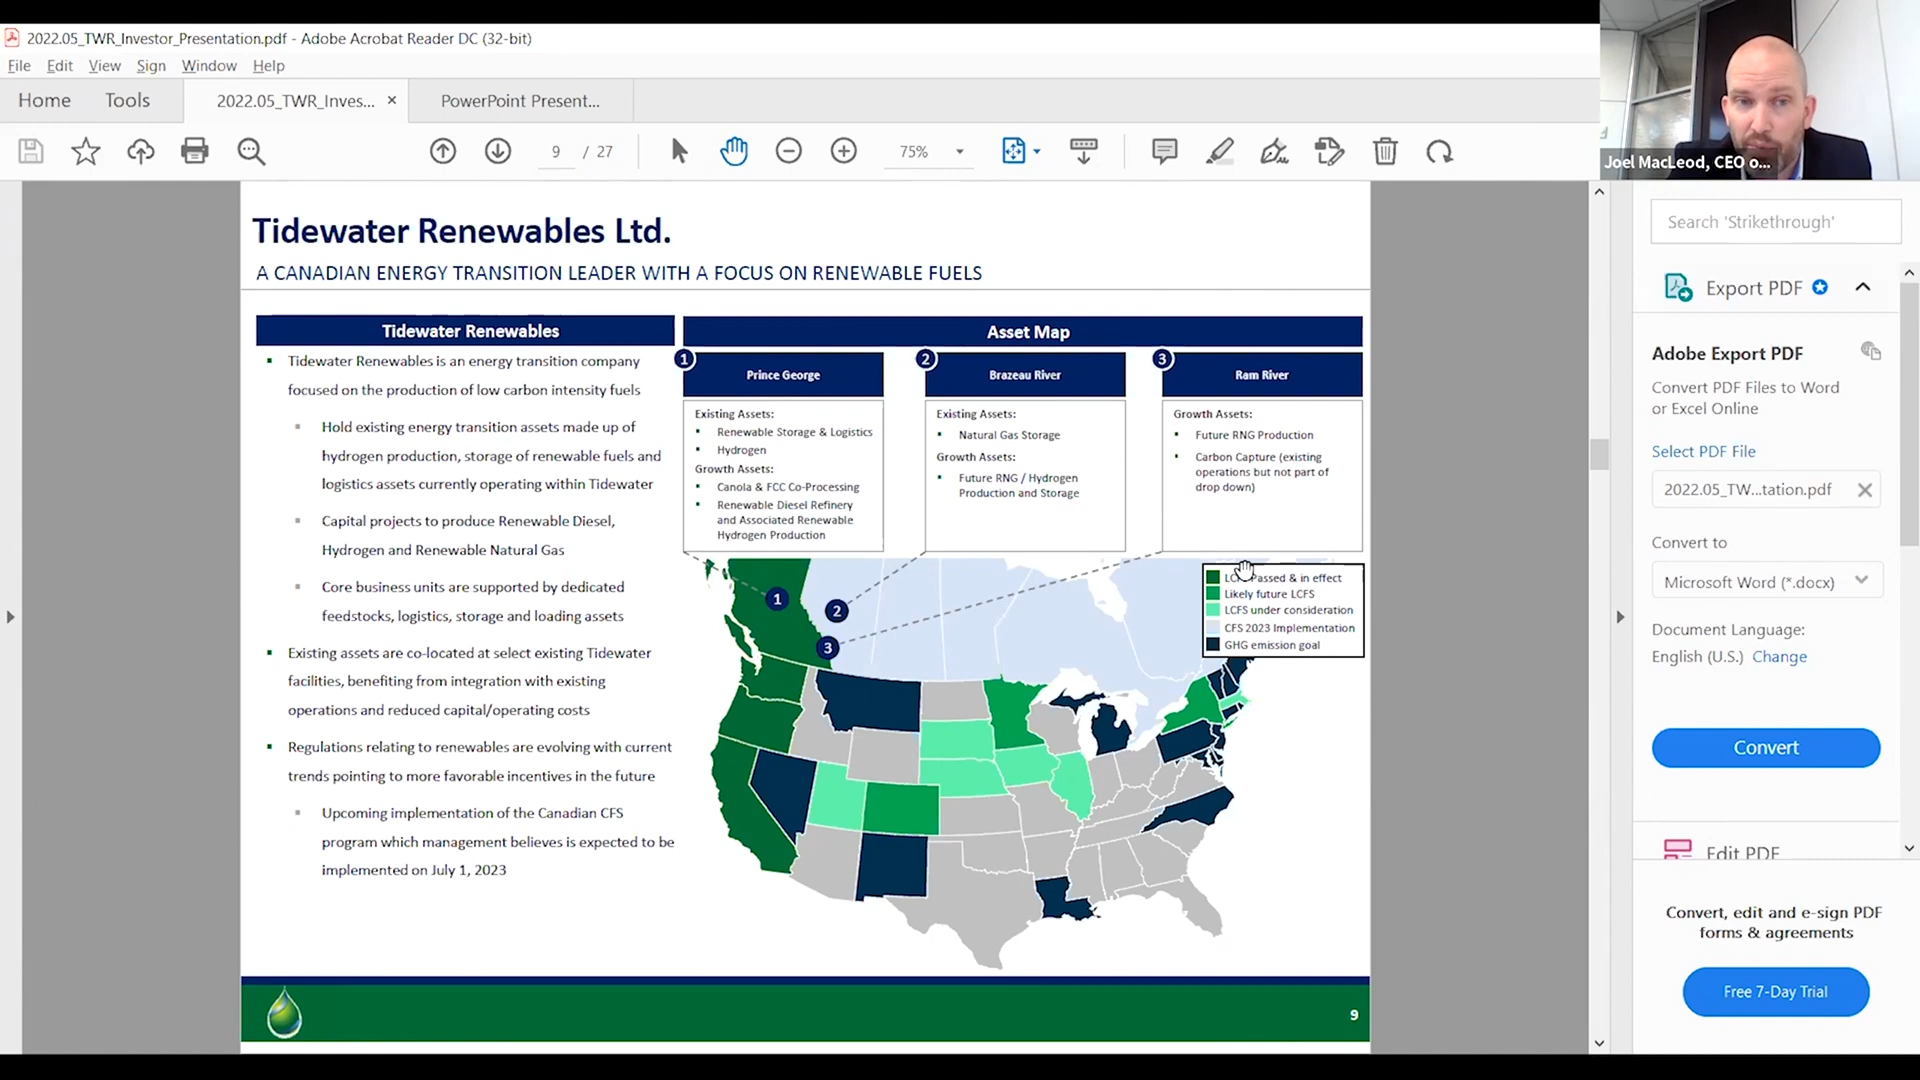 2022.05_TWR_Investor_Presentation.pdf - Adobe Acrobat Reader DC (32-bit)
File Edit View Sign Window Help
Home Tools 2022.05_TWR_Inves... × PowerPoint Present...
9 / 27 75%
Joel MacLeod, CEO o...
Tidewater Renewables Ltd.
A CANADIAN ENERGY TRANSITION LEADER WITH A FOCUS ON RENEWABLE FUELS
Tidewater Renewables
Tidewater Renewables is an energy transition company
focused on the production of low carbon intensity fuels
Hold existing energy transition assets made up of
hydrogen production, storage of renewable fuels and
logistics assets currently operating within Tidewater
Capital projects to produce Renewable Diesel,
Hydrogen and Renewable Natural Gas
Core business units are supported by dedicated
feedstocks, logistics, storage and loading assets
Existing assets are co-located at select existing Tidewater
facilities, benefiting from integration with existing
operations and reduced capital/operating costs
Regulations relating to renewables are evolving with current
trends pointing to more favorable incentives in the future
Upcoming implementation of the Canadian CFS
program which management believes is expected to be
implemented on July 1, 2023
Asset Map
1
Prince George
Existing Assets:
Renewable Storage & Logistics
Hydrogen
Growth Assets:
Canola & FCC Co-Processing
Renewable Diesel Refinery
and Associated Renewable
Hydrogen Production
2
Brazeau River
Existing Assets:
Natural Gas Storage
Growth Assets:
Future RNG / Hydrogen
Production and Storage
3
Ram River
Growth Assets:
Future RNG Production
Carbon Capture (existing
operations but not part of
drop down)
1
2
3
Passed & in effect
Likely future LCFS
LCFS under consideration
CFS 2023 Implementation
GHG emission goal
9
Search 'Strikethrough'
Export PDF
Adobe Export PDF
Convert PDF Files to Word
or Excel Online
Select PDF File
2022.05_TW...tation.pdf
Convert to
Microsoft Word (*.docx)
Document Language:
English (U.S.) Change
Convert
Edit PDF
Convert, edit and e-sign PDF
forms & agreements
Free 7-Day Trial